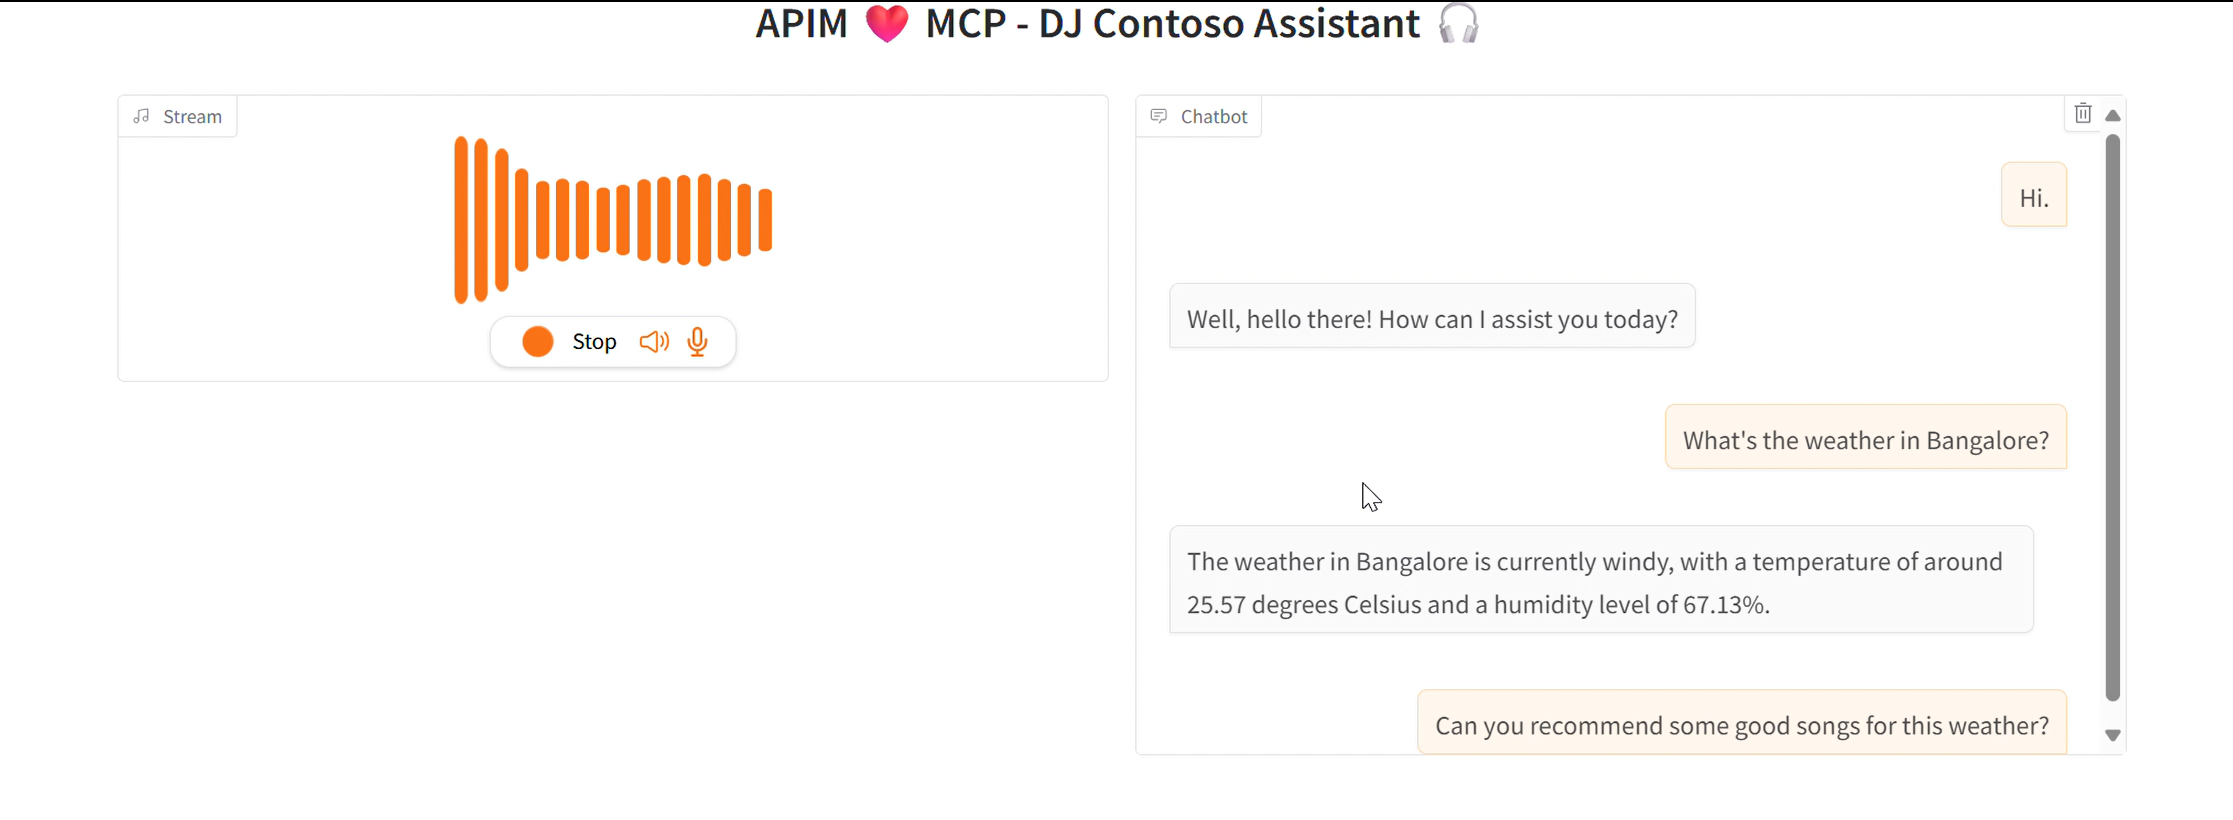 APIM ❤️ MCP - DJ Contoso Assistant 🎧
Stream
Stop
Chatbot
Hi.
Well, hello there! How can I assist you today?
What's the weather in Bangalore?
The weather in Bangalore is currently windy, with a temperature of around
25.57 degrees Celsius and a humidity level of 67.13%.
Can you recommend some good songs for this weather?